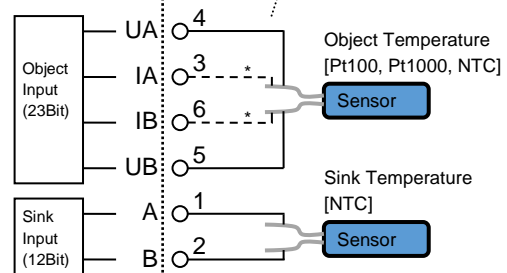 UA 4
Object Temperature
[Pt100, Pt1000, NTC]
Object
Input
(23Bit)
IA 3 *
Sensor
IB 6 *
UB 5
Sink Temperature
[NTC]
Sink
Input
(12Bit)
A 1
Sensor
B 2